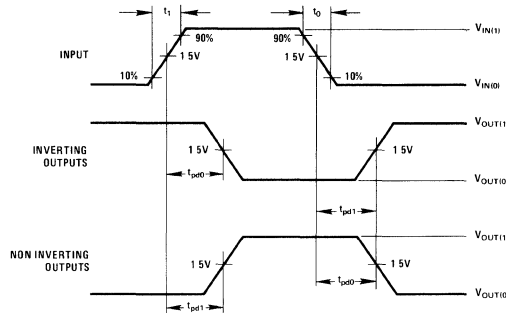 t1
t0
VIN(1)
90%
90%
INPUT
1 5V
1 5V
10%
10%
VIN(0)
VOUT(1
INVERTING
OUTPUTS
1 5V
1 5V
tpd0
VOUT(0
tpd1
VOUT(1
NON INVERTING
OUTPUTS
1 5V
1 5V
tpd0
tpd1
VOUT(0